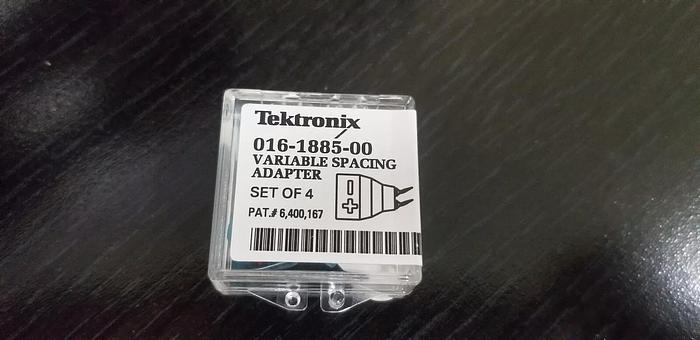 Tektronix
016-1885-00
VARIABLE SPACING
ADAPTER
SET OF 4
PAT.# 6,400,167